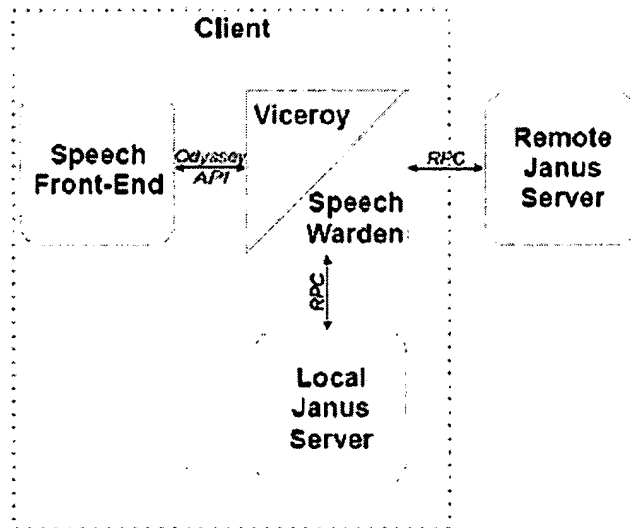 Client
Viceroy
Speech
Front-End
Odyssey
API
RPC
Remote
Janus
Server
Speech
Warden
RPC
Local
Janus
Server